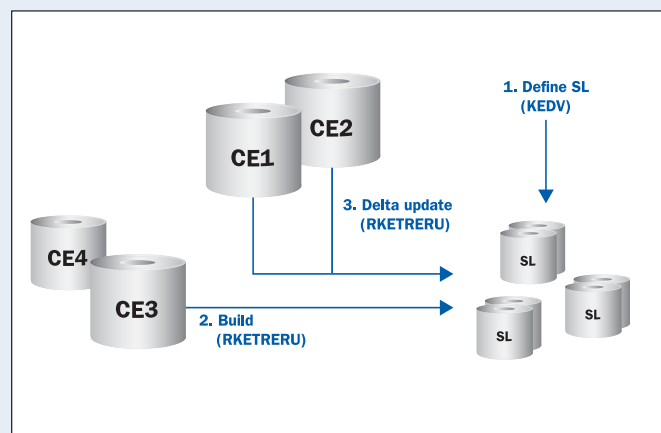 1. Define SL
(KEDV)
CE2
CE1
3. Delta update
(RKETRERU)
CE4
CE3
SL
SL
SL
2. Build
(RKETRERU)